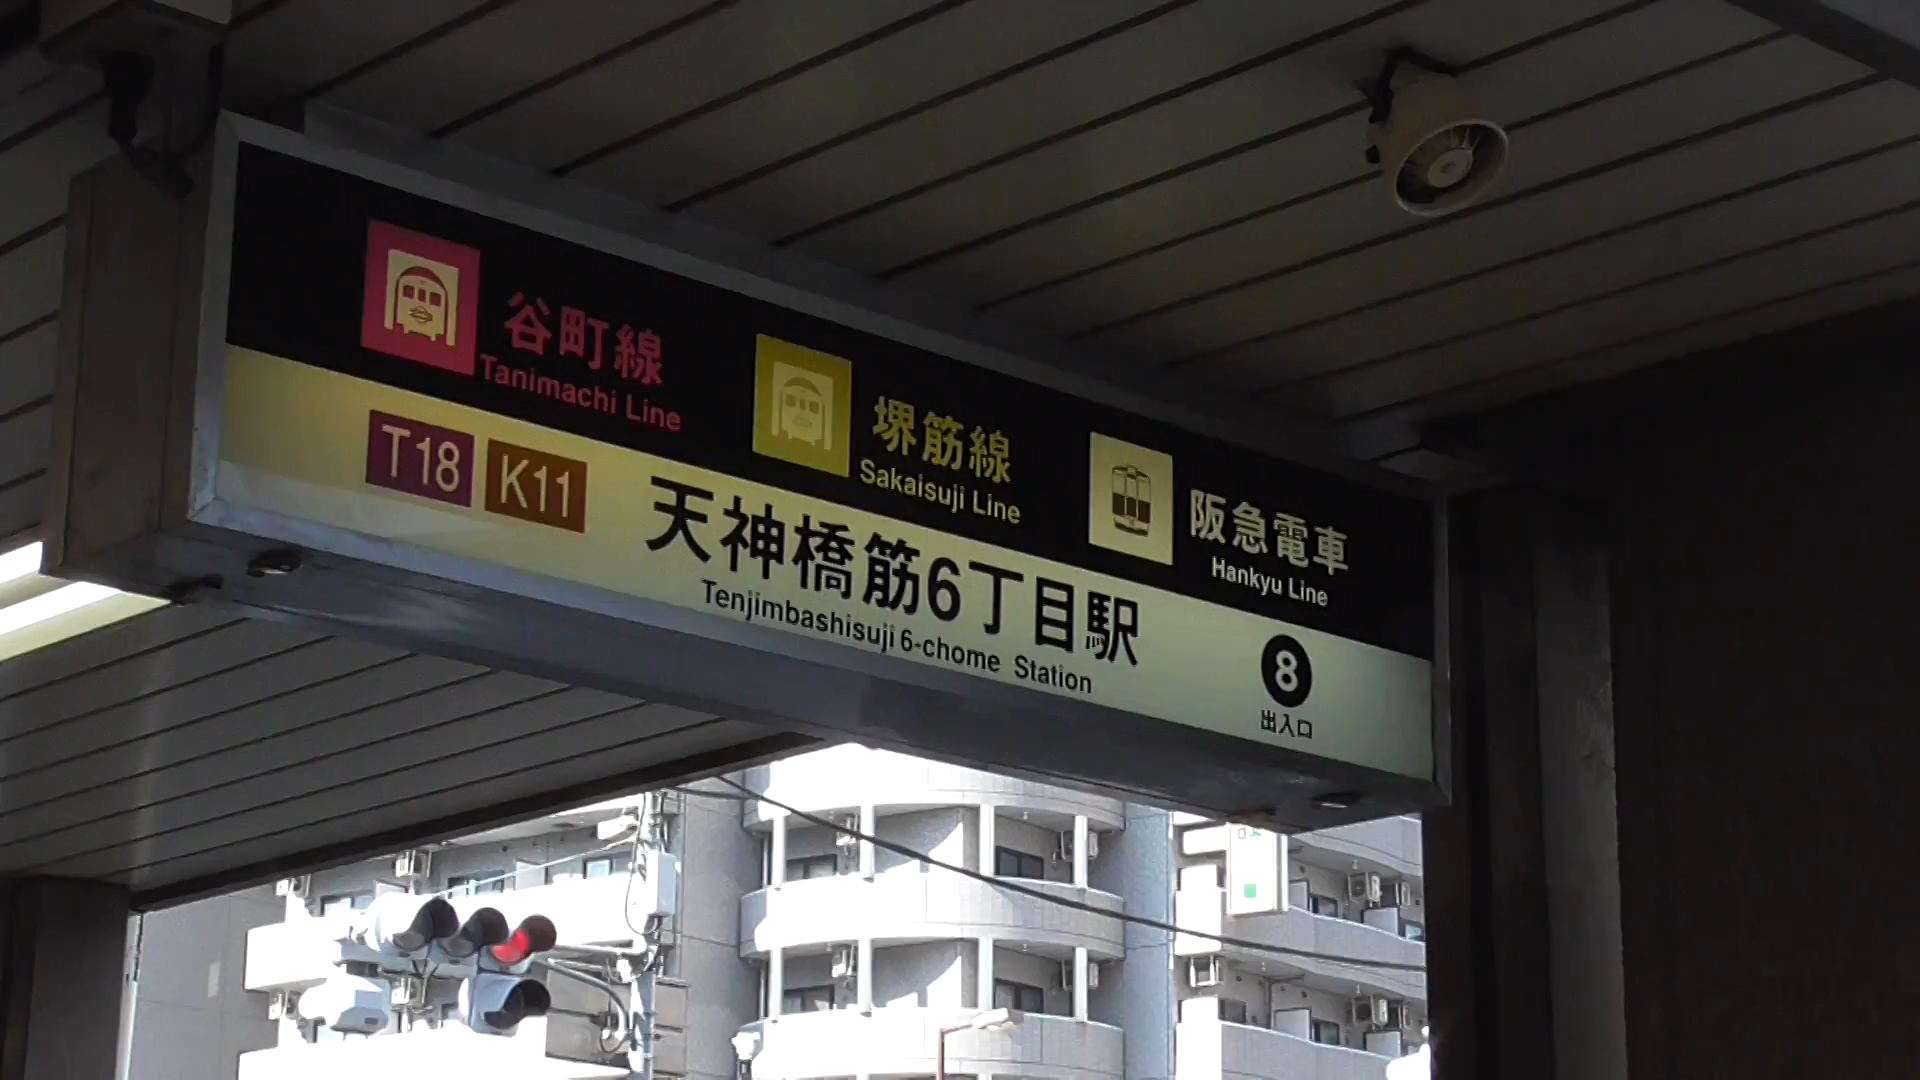 谷町線
Tanimachi Line
堺筋線
Sakaisuji Line
阪急電車
Hankyu Line
T18 K11
天神橋筋6丁目駅
Tenjimbashisuji 6-chome Station
8
出入口